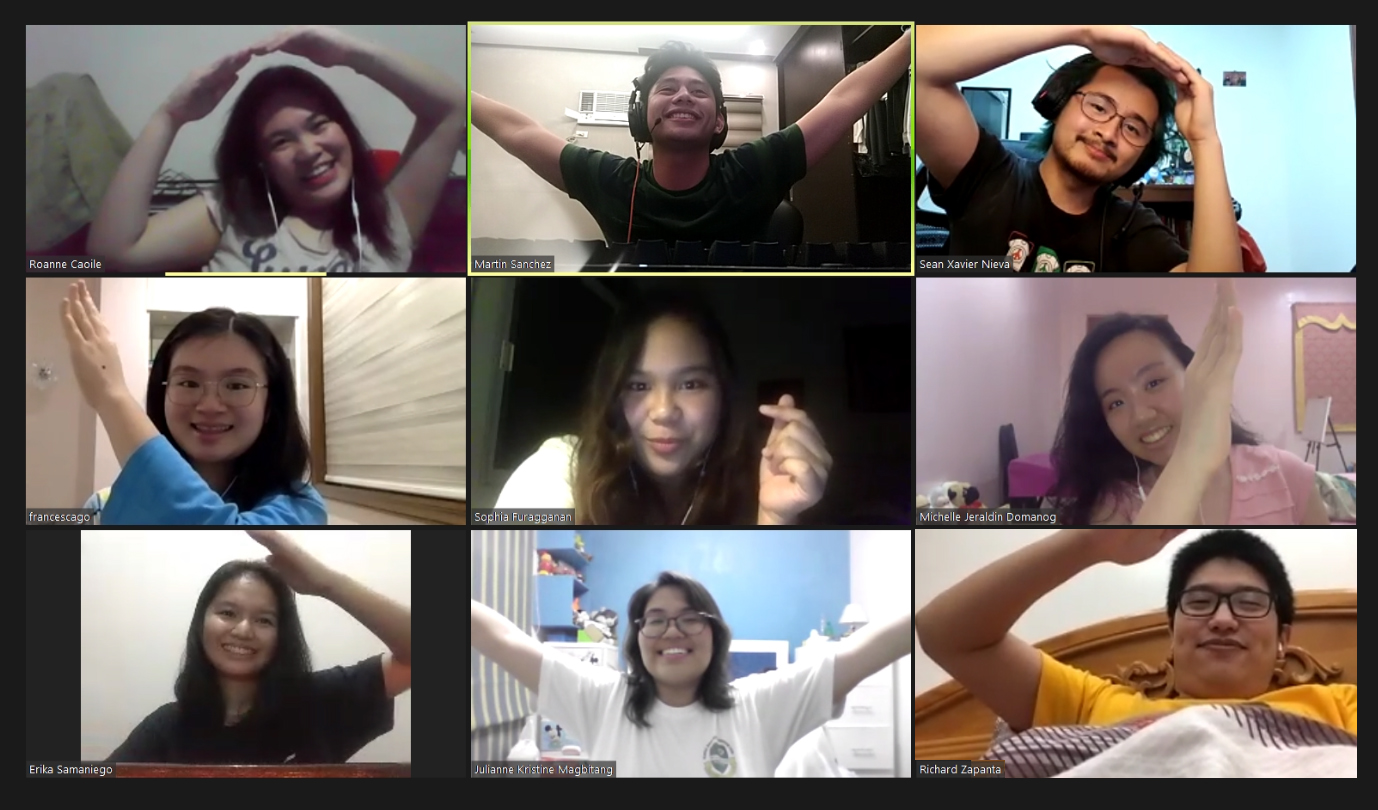 Roanne Caoile
Martin Sanchez
Sean Xavier Nieva
francescago
Sophia Furagganan
Michelle Jeraldin Domanog
Erika Samaniego
Julianne Kristine Magbitang
Richard Zapanta